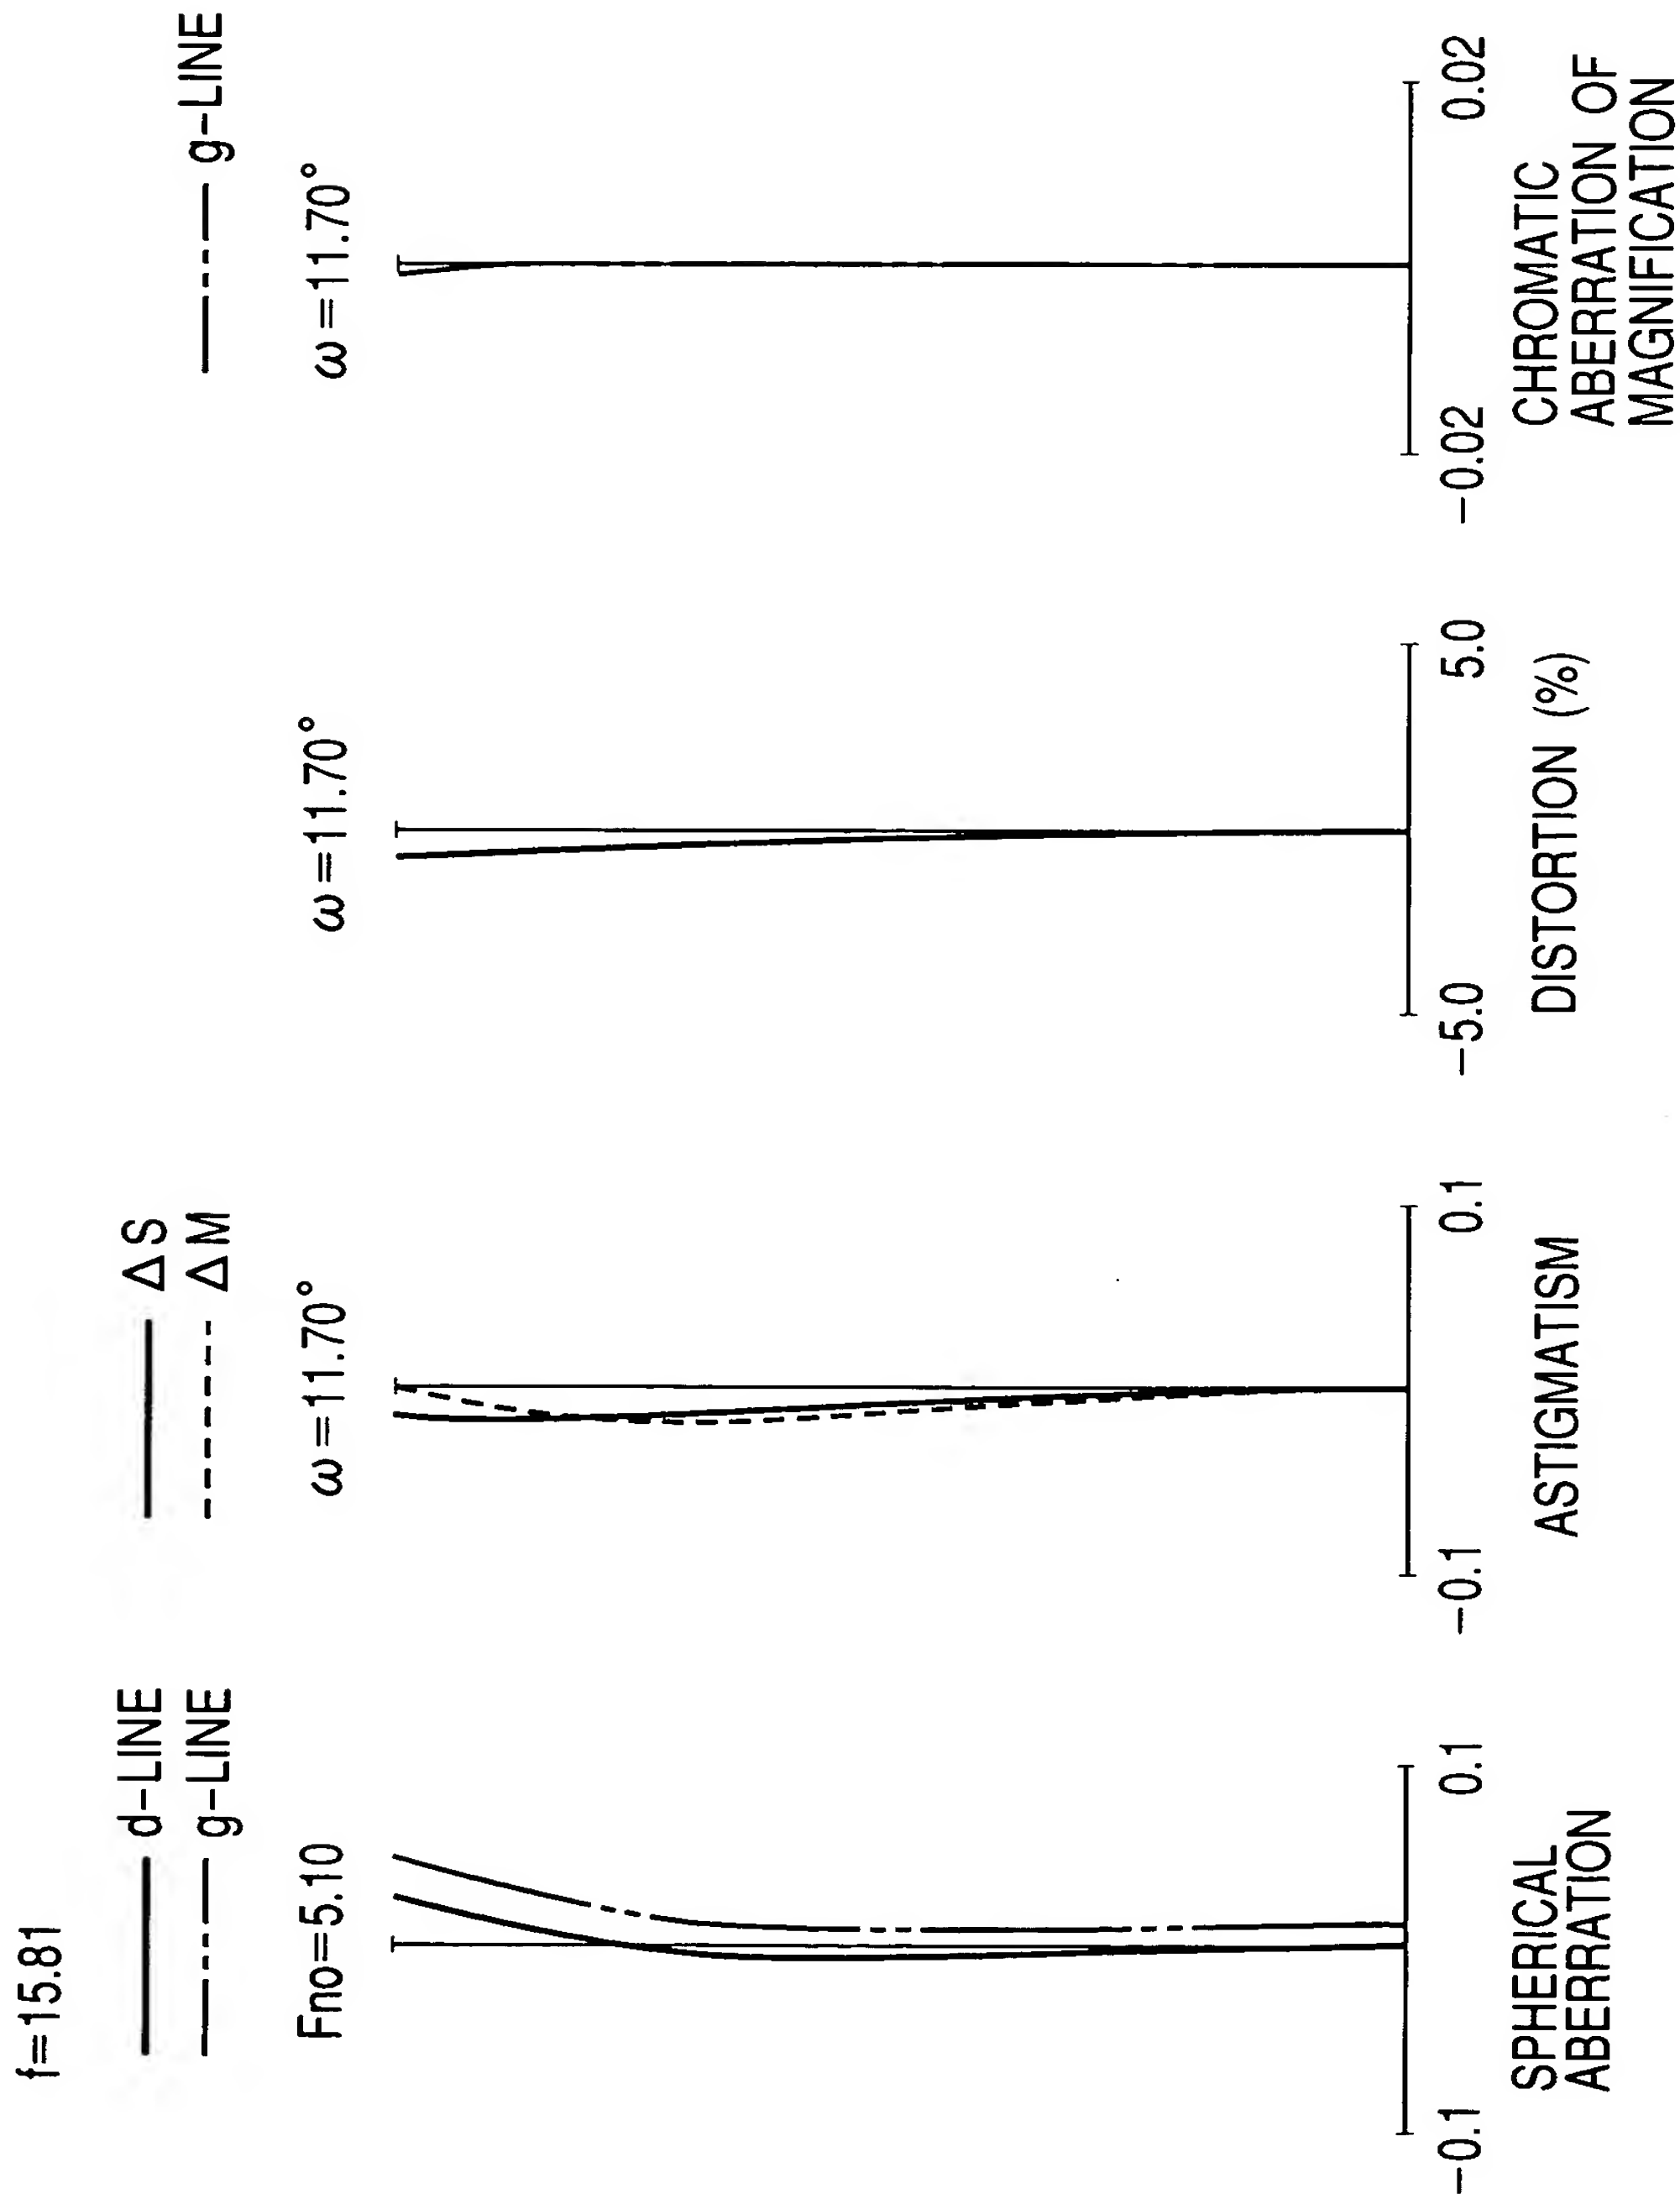 f=15.81
d-LINE
g-LINE
Fno=5.10
-0.1
0.1
SPHERICAL
ABERRATION
ΔS
ΔM
ω=11.70°
-0.1
0.1
ASTIGMATISM
ω=11.70°
-5.0
5.0
DISTORTION (%)
g-LINE
ω=11.70°
-0.02
0.02
CHROMATIC
ABERRATION OF
MAGNIFICATION